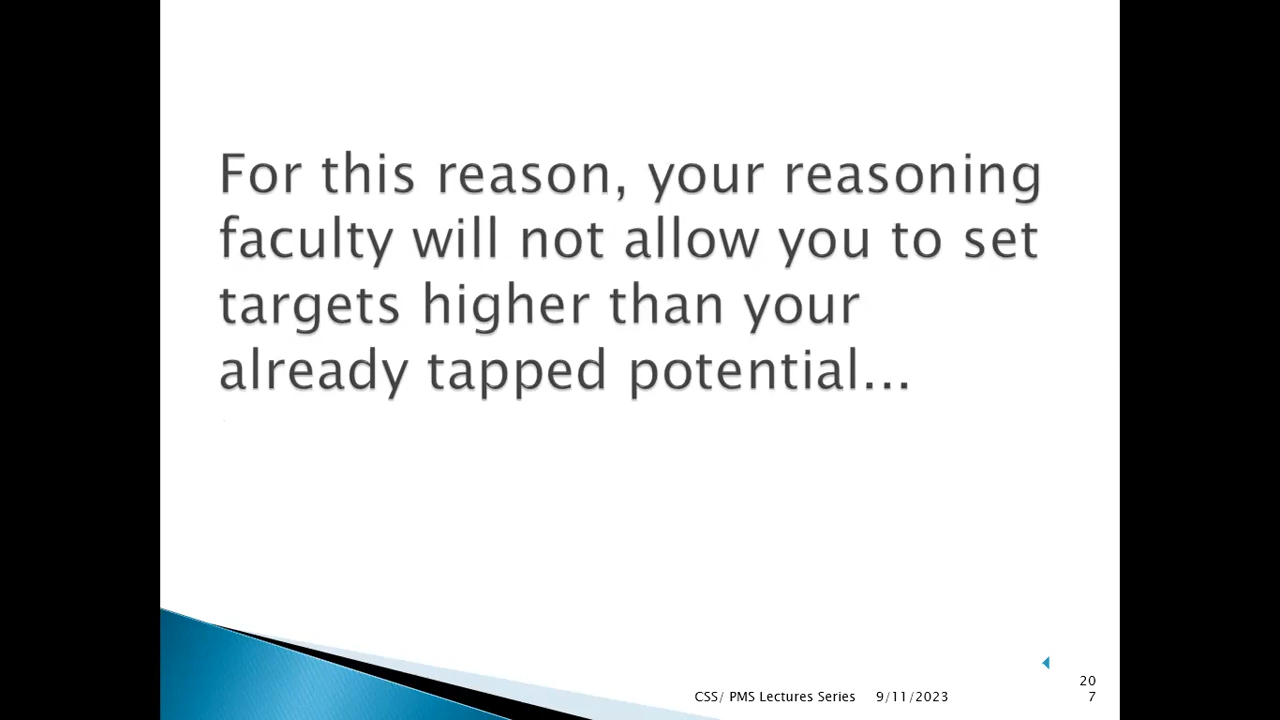 For this reason, your reasoning
faculty will not allow you to set
targets higher than your
already tapped potential...
CSS/ PMS Lectures Series 9/11/2023
20
7